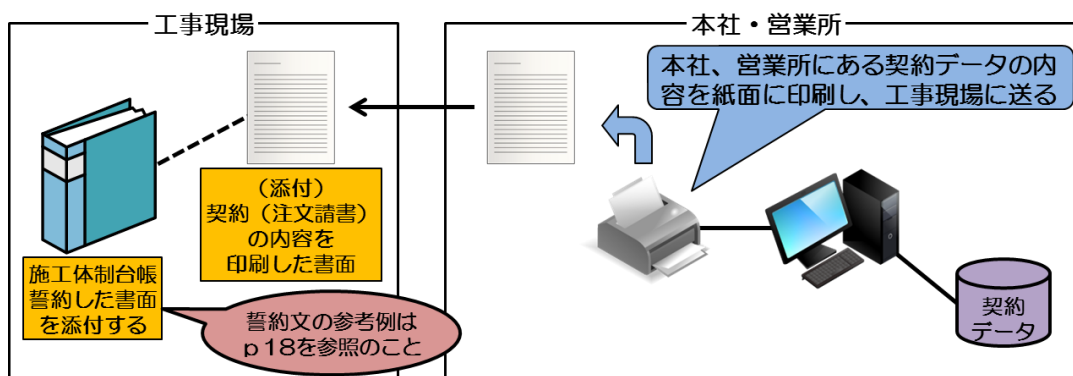 工事現場
本社・営業所
本社、営業所にある契約データの内
容を紙面に印刷し、工事現場に送る
（添付）
契約（注文請書）
の内容を
印刷した書面
施工体制台帳
誓約した書面
を添付する
誓約文の参考例は
ｐ18を参照のこと
契約
データ